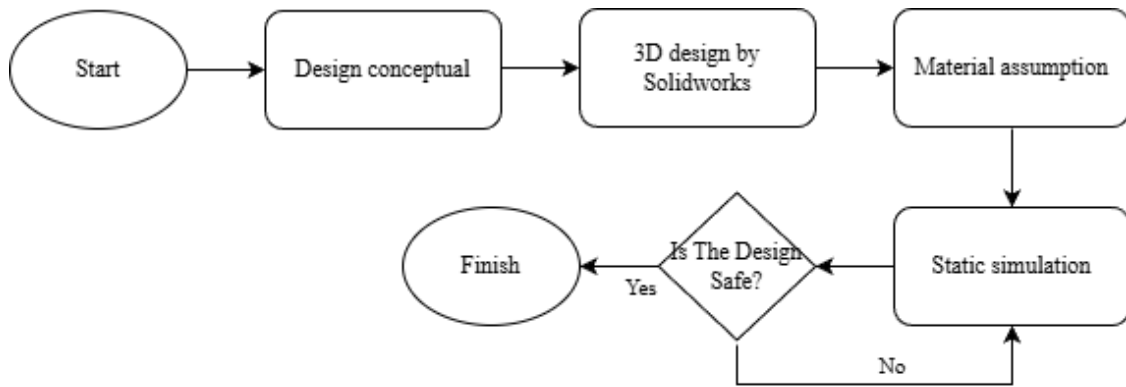 Start
Design conceptual
3D design by
Solidworks
Material assumption
Static simulation
Is The Design
Safe?
Yes
Finish
No